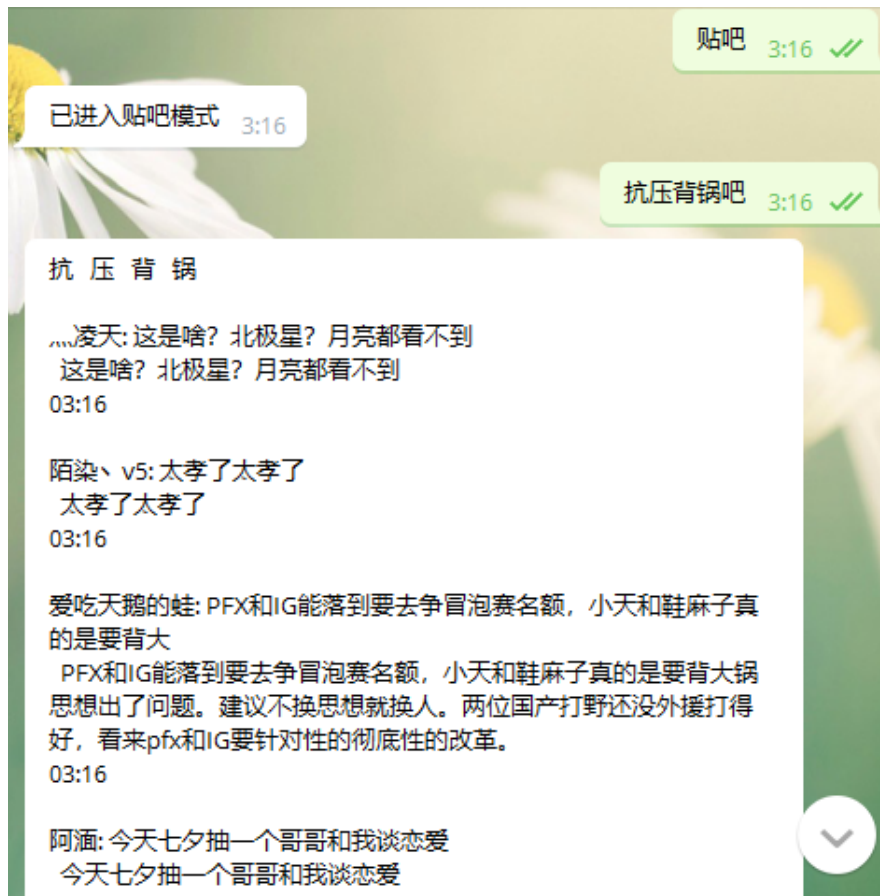 贴吧 3:16
已进入贴吧模式 3:16
抗压背锅吧 3:16
抗 压 背 锅
灬凌天: 这是啥？北极星？月亮都看不到
这是啥？北极星？月亮都看不到
03:16
陌染丶v5: 太孝了太孝了
太孝了太孝了
03:16
爱吃天鹅的蛙: PFX和IG能落到要去争冒泡赛名额，小天和鞋麻子真
的是要背大
PFX和IG能落到要去争冒泡赛名额，小天和鞋麻子真的是要背大锅
思想出了问题。建议不换思想就换人。两位国产打野还没外援打得
好，看来pfx和IG要针对性的彻底性的改革。
03:16
阿湎: 今天七夕抽一个哥哥和我谈恋爱
今天七夕抽一个哥哥和我谈恋爱